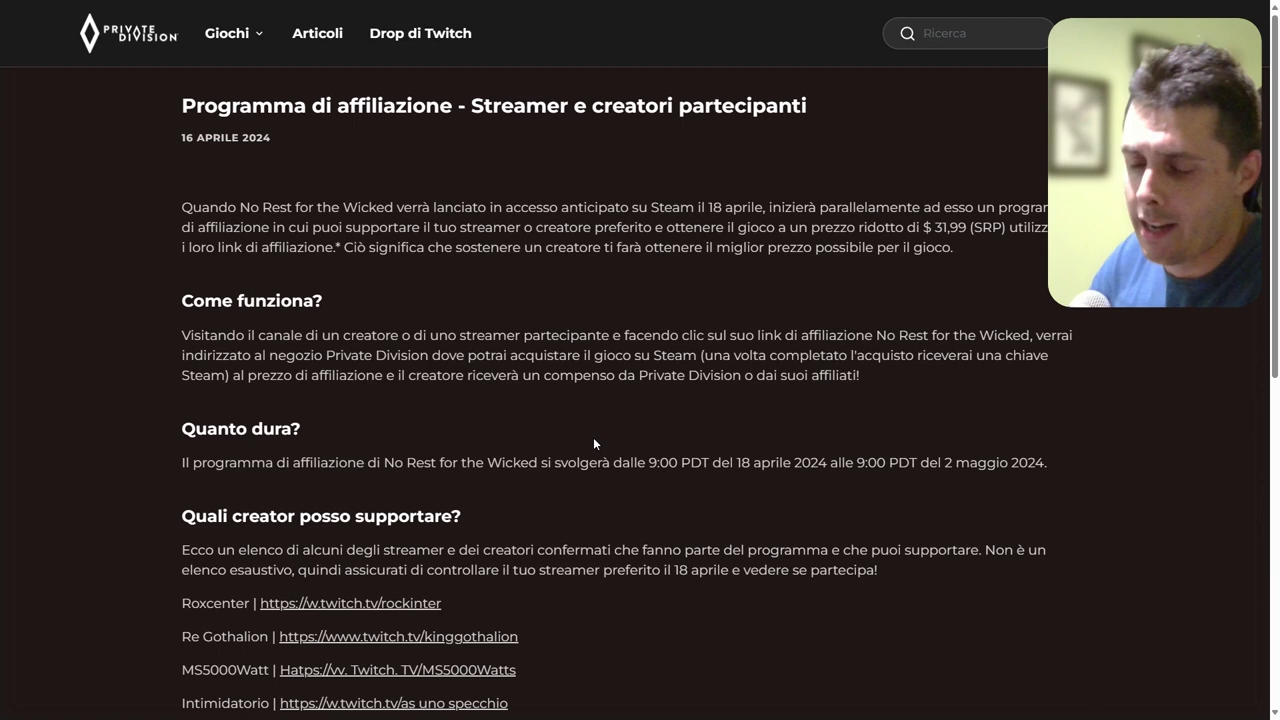 PRIVATE DIVISION Giochi Articoli Drop di Twitch Ricerca
Programma di affiliazione - Streamer e creatori partecipanti
16 APRILE 2024
Quando No Rest for the Wicked verrà lanciato in accesso anticipato su Steam il 18 aprile, inizierà parallelamente ad esso un program
di affiliazione in cui puoi supportare il tuo streamer o creatore preferito e ottenere il gioco a un prezzo ridotto di $ 31,99 (SRP) utilizz
i loro link di affiliazione.* Ciò significa che sostenere un creatore ti farà ottenere il miglior prezzo possibile per il gioco.
Come funziona?
Visitando il canale di un creatore o di uno streamer partecipante e facendo clic sul suo link di affiliazione No Rest for the Wicked, verrai
indirizzato al negozio Private Division dove potrai acquistare il gioco su Steam (una volta completato l'acquisto riceverai una chiave
Steam) al prezzo di affiliazione e il creatore riceverà un compenso da Private Division o dai suoi affiliati!
Quanto dura?
Il programma di affiliazione di No Rest for the Wicked si svolgerà dalle 9:00 PDT del 18 aprile 2024 alle 9:00 PDT del 2 maggio 2024.
Quali creator posso supportare?
Ecco un elenco di alcuni degli streamer e dei creatori confermati che fanno parte del programma e che puoi supportare. Non è un
elenco esaustivo, quindi assicurati di controllare il tuo streamer preferito il 18 aprile e vedere se partecipa!
Roxcenter | https://w.twitch.tv/rockinter
Re Gothalion | https://www.twitch.tv/kinggothalion
MS5000Watt | Hatps://vv. Twitch. TV/MS5000Watts
Intimidatorio | https://w.twitch.tv/as uno specchio